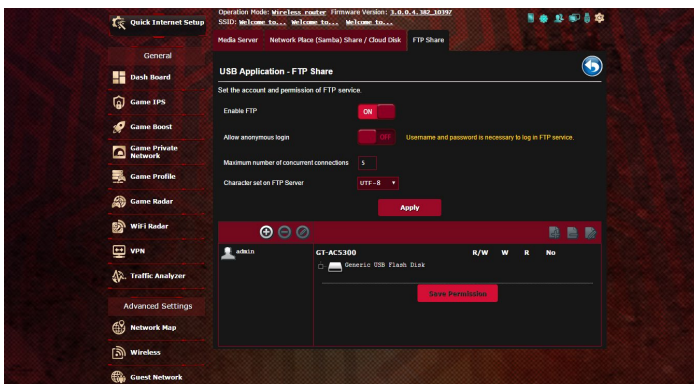 Quick Internet Setup
Operation Mode: Wireless router Firmware Version: 3.0.0.4.382_10397
SSID: Welcome to... Welcome to... Welcome to...
Media Server Network Place (Samba) Share / Cloud Disk FTP Share
General
Dash Board
Game IPS
Game Boost
Game Private
Network
Game Profile
Game Radar
WiFi Radar
VPN
Traffic Analyzer
Advanced Settings
Network Map
Wireless
Guest Network
USB Application - FTP Share
Set the account and permission of FTP service.
Enable FTP ON
Allow anonymous login OFF Username and password is necessary to log in FTP service.
Maximum number of concurrent connections 5
Character set on FTP Server UTF-8
Apply
admin
GT-AC5300 R/W W R No
Generic USB Flash Disk
Save Permission